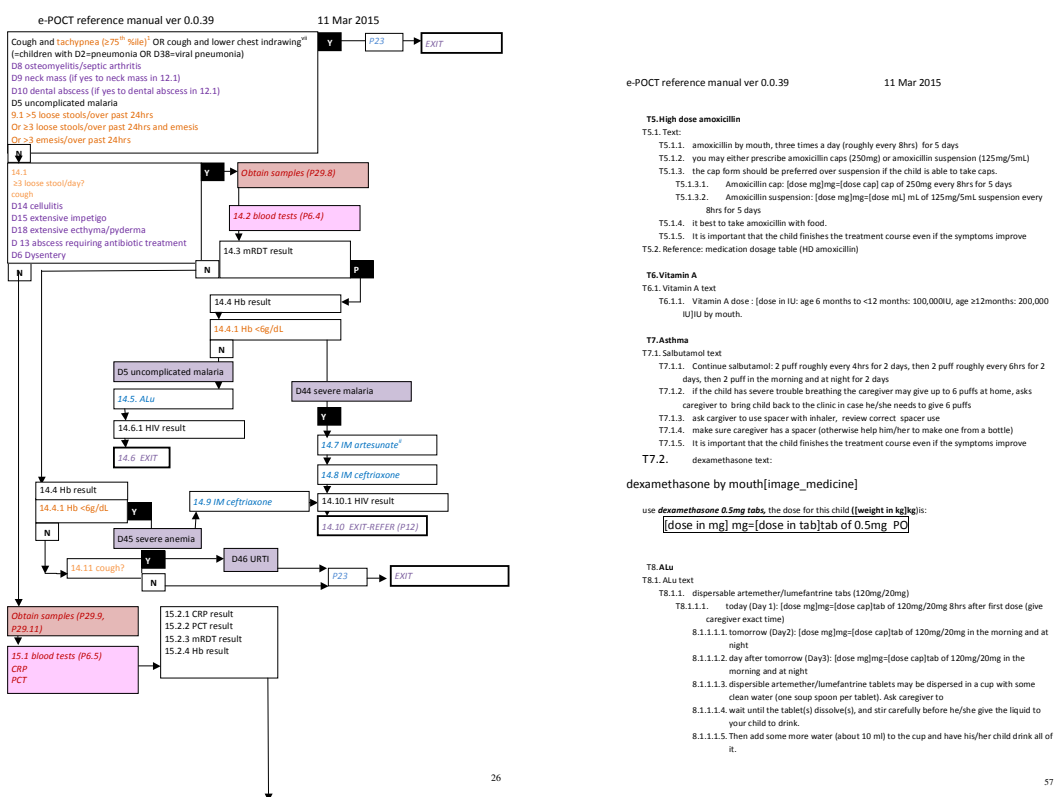 e-POCT reference manual ver 0.0.39 11 Mar 2015
Cough and tachypnea (≥75th %ile)1 OR cough and lower chest indrawingvii
(=children with D2=pneumonia OR D38=viral pneumonia)
D8 osteomyelitis/septic arthritis
D9 neck mass (if yes to neck mass in 12.1)
D10 dental abscess (if yes to dental abscess in 12.1)
D5 uncomplicated malaria
9.1 >5 loose stools/over past 24hrs
Or ≥3 loose stools/over past 24hrs and emesis
Or >3 emesis/over past 24hrs
Y
P23
EXIT
N
14.1
≥3 loose stool/day?
cough
D14 cellulitis
D15 extensive impetigo
D18 extensive ecthyma/pyderma
D 13 abscess requiring antibiotic treatment
D6 Dysentery
Y
Obtain samples (P29.8)
14.2 blood tests (P6.4)
14.3 mRDT result
N
N
P
14.4 Hb result
14.4.1 Hb <6g/dL
N
D5 uncomplicated malaria
D44 severe malaria
14.5. ALu
Y
14.6.1 HIV result
14.7 IM artesunate
14.6 EXIT
14.8 IM ceftriaxone
14.4 Hb result
14.4.1 Hb <6g/dL
Y
14.9 IM ceftriaxone
14.10.1 HIV result
14.10 EXIT-REFER (P12)
N
D45 severe anemia
14.11 cough?
Y
D46 URTI
N
P23
EXIT
Obtain samples (P29.9,
P29.11)
15.1 blood tests (P6.5)
CRP
PCT
15.2.1 CRP result
15.2.2 PCT result
15.2.3 mRDT result
15.2.4 Hb result
26
e-POCT reference manual ver 0.0.39 11 Mar 2015
T5. High dose amoxicillin
T5.1. Text:
T5.1.1. amoxicillin by mouth, three times a day (roughly every 8hrs) for 5 days
T5.1.2. you may either prescribe amoxicillin caps (250mg) or amoxicillin suspension (125mg/5mL)
T5.1.3. the cap form should be preferred over suspension if the child is able to take caps.
T5.1.3.1. Amoxicillin cap: [dose mg]mg=[dose cap] cap of 250mg every 8hrs for 5 days
T5.1.3.2. Amoxicillin suspension: [dose mg]mg=[dose mL] mL of 125mg/5mL suspension every
8hrs for 5 days
T5.1.4. it best to take amoxicillin with food.
T5.1.5. It is important that the child finishes the treatment course even if the symptoms improve
T5.2. Reference: medication dosage table (HD amoxicillin)
T6. Vitamin A
T6.1. Vitamin A text
T6.1.1. Vitamin A dose : [dose in IU: age 6 months to <12 months: 100,000IU, age ≥12months: 200,000
IU]IU by mouth.
T7. Asthma
T7.1. Salbutamol text
T7.1.1. Continue salbutamol: 2 puff roughly every 4hrs for 2 days, then 2 puff roughly every 6hrs for 2
days, then 2 puff in the morning and at night for 2 days
T7.1.2. if the child has severe trouble breathing the caregiver may give up to 6 puffs at home, asks
caregiver to bring child back to the clinic in case he/she needs to give 6 puffs
T7.1.3. ask cargiver to use spacer with inhaler, review correct spacer use
T7.1.4. make sure caregiver has a spacer (otherwise help him/her to make one from a bottle)
T7.1.5. It is important that the child finishes the treatment course even if the symptoms improve
T7.2. dexamethasone text:
dexamethasone by mouth[image_medicine]
use dexamethasone 0.5mg tabs, the dose for this child ([weight in kg]kg)is:
[dose in mg] mg=[dose in tab]tab of 0.5mg PO
T8. ALu
T8.1. ALu text
T8.1.1. dispersable artemether/lumefantrine tabs (120mg/20mg)
T8.1.1.1. today (Day 1): [dose mg]mg=[dose cap]tab of 120mg/20mg 8hrs after first dose (give
caregiver exact time)
8.1.1.1.1. tomorrow (Day2): [dose mg]mg=[dose cap]tab of 120mg/20mg in the morning and at
night
8.1.1.1.2. day after tomorrow (Day3): [dose mg]mg=[dose cap]tab of 120mg/20mg in the
morning and at night
8.1.1.1.3. dispersible artemether/lumefantrine tablets may be dispersed in a cup with some
clean water (one soup spoon per tablet). Ask caregiver to
8.1.1.1.4. wait until the tablet(s) dissolve(s), and stir carefully before he/she give the liquid to
your child to drink.
8.1.1.1.5. Then add some more water (about 10 ml) to the cup and have his/her child drink all of
it.
57